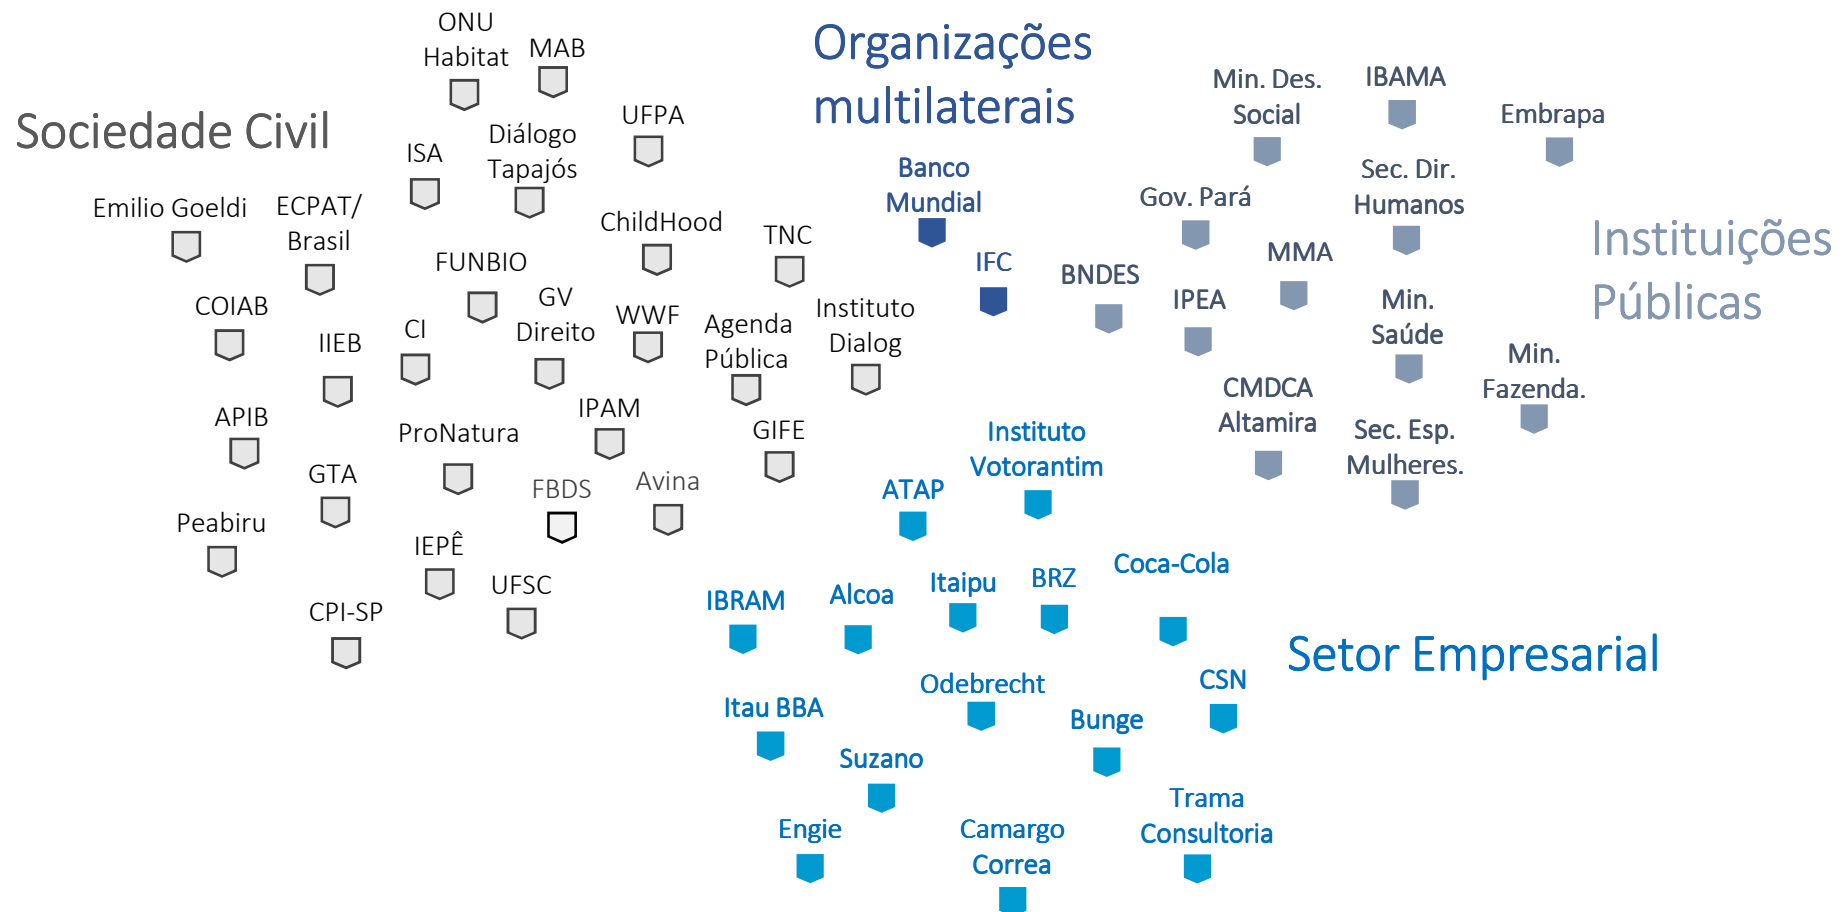 Sociedade Civil
ONU
Habitat
MAB
UFPA
ISA
Diálogo
Tapajós
Emilio Goeldi
ECPAT/
Brasil
ChildHood
TNC
FUNBIO
COIAB
IIEB
CI
GV
Direito
WWF
Agenda
Pública
Instituto
Dialog
APIB
ProNatura
IPAM
GIFE
GTA
FBDS
Avina
Peabiru
IEPÊ
UFSC
CPI-SP
Organizações
multilaterais
Banco
Mundial
IFC
Instituições
Públicas
Min. Des.
Social
IBAMA
Embrapa
Gov. Pará
Sec. Dir.
Humanos
BNDES
IPEA
MMA
Min.
Saúde
Min.
Fazenda.
CMDCA
Altamira
Sec. Esp.
Mulheres.
Setor Empresarial
Instituto
Votorantim
ATAP
IBRAM
Alcoa
Itaipu
BRZ
Coca-Cola
Itau BBA
Odebrecht
CSN
Bunge
Suzano
Engie
Camargo
Correa
Trama
Consultoria